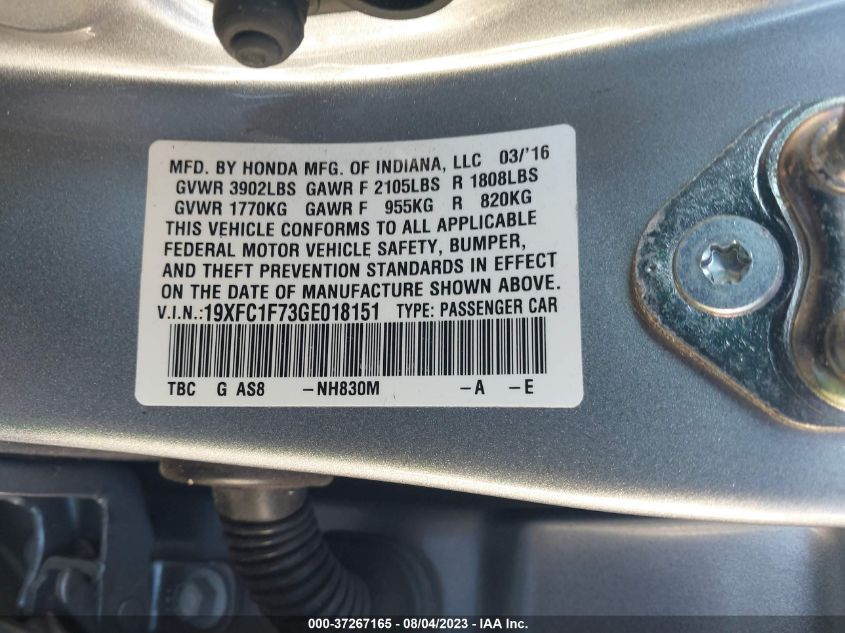 MFD. BY HONDA MFG. OF INDIANA, LLC 03/'16
GVWR 3902LBS GAWR F 2105LBS R 1808LBS
GVWR 1770KG GAWR F 955KG R 820KG
THIS VEHICLE CONFORMS TO ALL APPLICABLE
FEDERAL MOTOR VEHICLE SAFETY, BUMPER,
AND THEFT PREVENTION STANDARDS IN EFFECT
ON THE DATE OF MANUFACTURE SHOWN ABOVE.
V.I.N.:19XFC1F73GE018151 TYPE: PASSENGER CAR
TBC G AS8 -NH830M -A -E
000-37267165 - 08/04/2023 - IAA Inc.